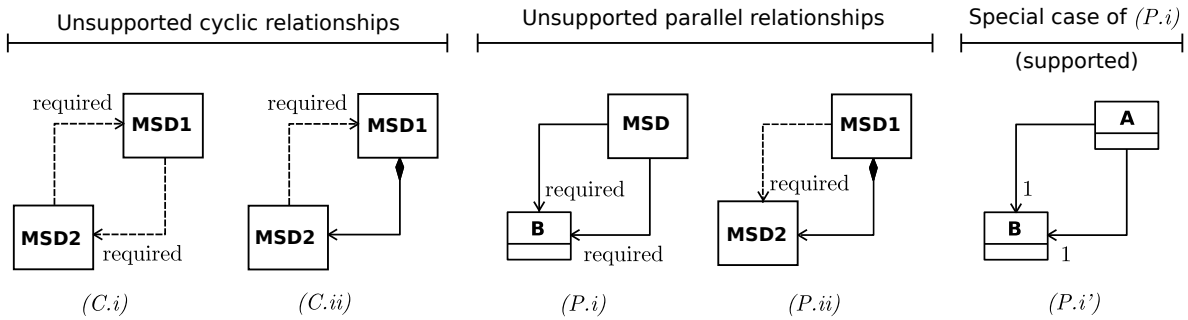 Unsupported cyclic relationships
Unsupported parallel relationships
Special case of (P.i)
(supported)
required
MSD1
MSD2
required
(C.i)
required
MSD1
MSD2
(C.ii)
MSD
required
B
required
(P.i)
MSD1
required
MSD2
(P.ii)
A
1
B
1
(P.i')